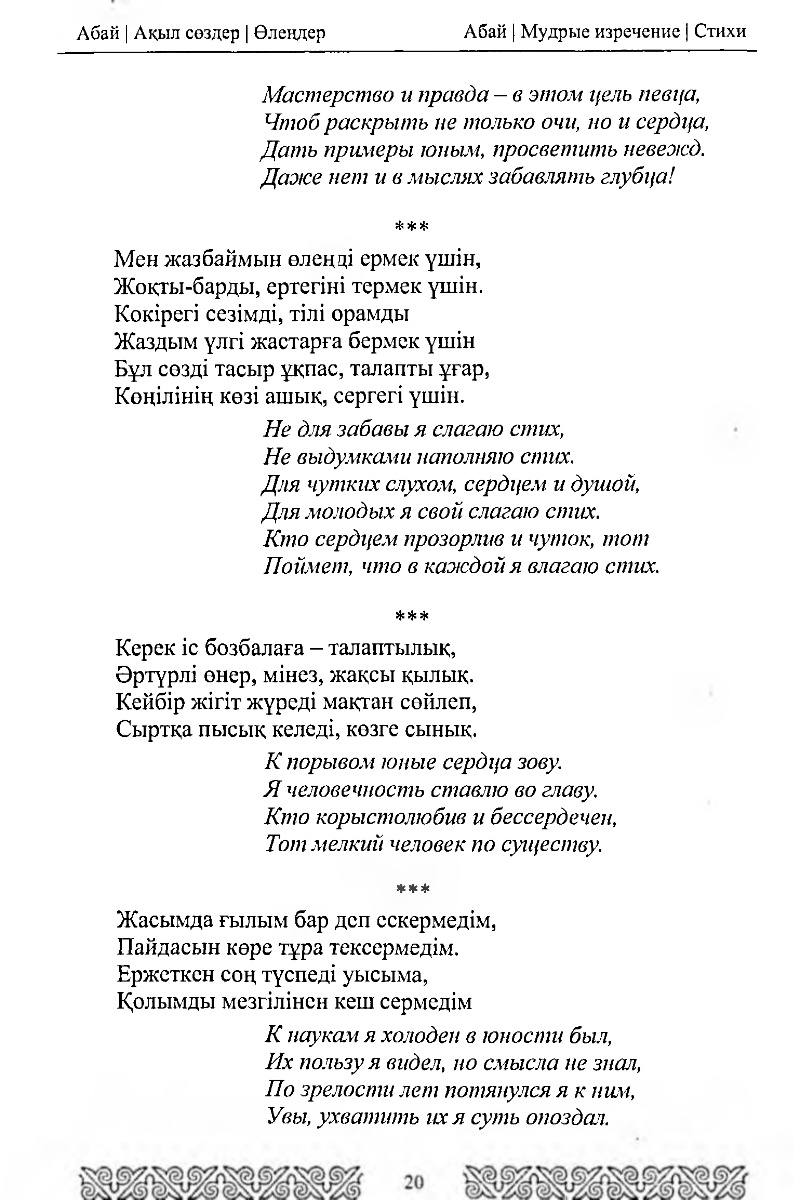 Абай | Ақыл сөздер | Өлеңдер
Абай | Мудрые изречение | Стихи
Мастерство и правда – в этом цель певца,
Чтоб раскрыть не только очи, но и сердца,
Дать примеры юным, просветить невежд.
Даже нет и в мыслях забавлять глубца!
***
Мен жазбаймын өлеңді ермек үшін,
Жоқты-барды, ертегіні термек үшін.
Көкірегі сезімді, тілі орамды
Жаздым үлгі жастарға бермек үшін
Бұл сөзді тасыр ұқпас, талапты ұғар,
Көңілінің көзі ашық, сергегі үшін.
Не для забавы я слагаю стих,
Не выдумками наполняю стих.
Для чутких слухом, сердцем и душой,
Для молодых я свой слагаю стих.
Кто сердцем прозорлив и чуток, тот
Поймет, что в каждой я влагаю стих.
***
Керек іс бозбалаға – талаптылық,
Әртүрлі өнер, мінез, жақсы қылық.
Кейбір жігіт жүреді мақтан сөйлеп,
Сыртқа пысық келеді, көзге сынық.
К порывом юные сердца зову.
Я человечность ставлю во главу.
Кто корыстолюбив и бессердечен,
Тот мелкий человек по существу.
***
Жасымда ғылым бар деп ескермедім,
Пайдасын көре тұра тексермедім.
Ержеткен соң түспеді уысыма,
Қолымды мезгілінен кеш сермедім
К наукам я холоден в юности был,
Их пользу я видел, но смысла не знал,
По зрелости лет потянулся я к ним,
Увы, ухватить их я суть опоздал.
20